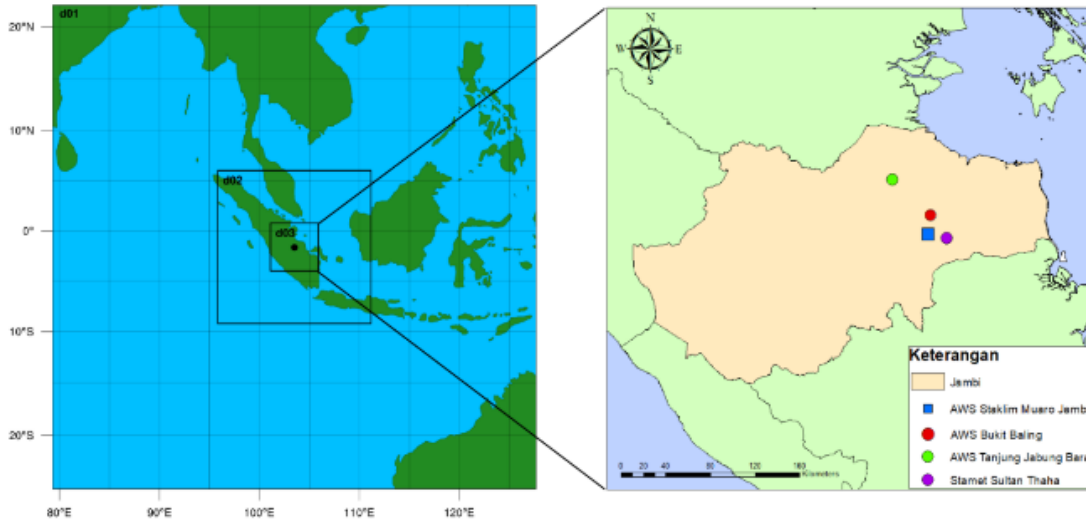 d01
20°N
10°N
0°
10°S
20°S
80°E
90°E
100°E
110°E
120°E
d02
d03
N
W
E
S
Keterangan
Jambi
AWS Staklim Muaro Jamb
AWS Bukit Baling
AWS Tanjung Jabung Bara
Stamet Sultan Thaha
0 20 40 80 120 160
Kilometers